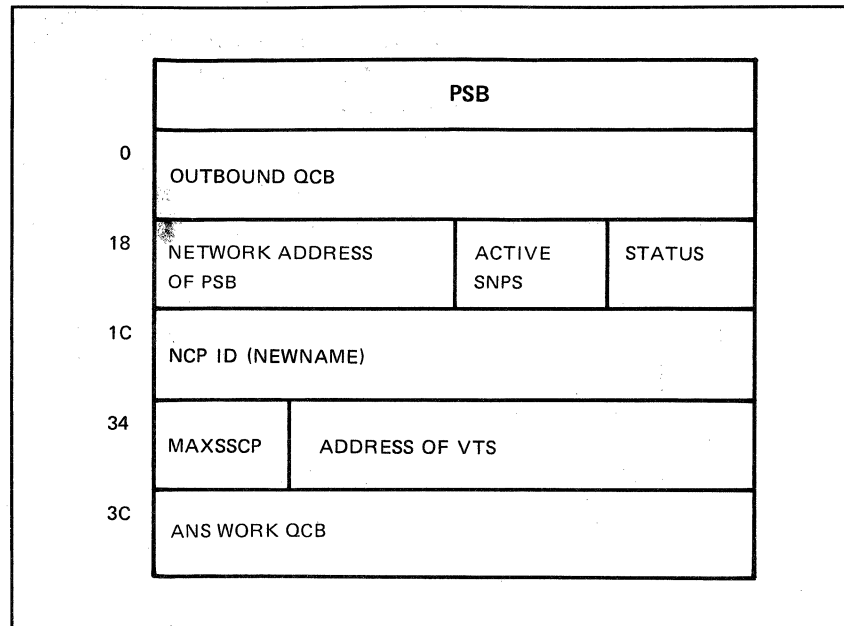 PSB
0
OUTBOUND QCB
18
NETWORK ADDRESS
OF PSB
ACTIVE
SNPS
STATUS
1C
NCP ID (NEWNAME)
34
MAXSSCP
ADDRESS OF VTS
3C
ANS WORK QCB